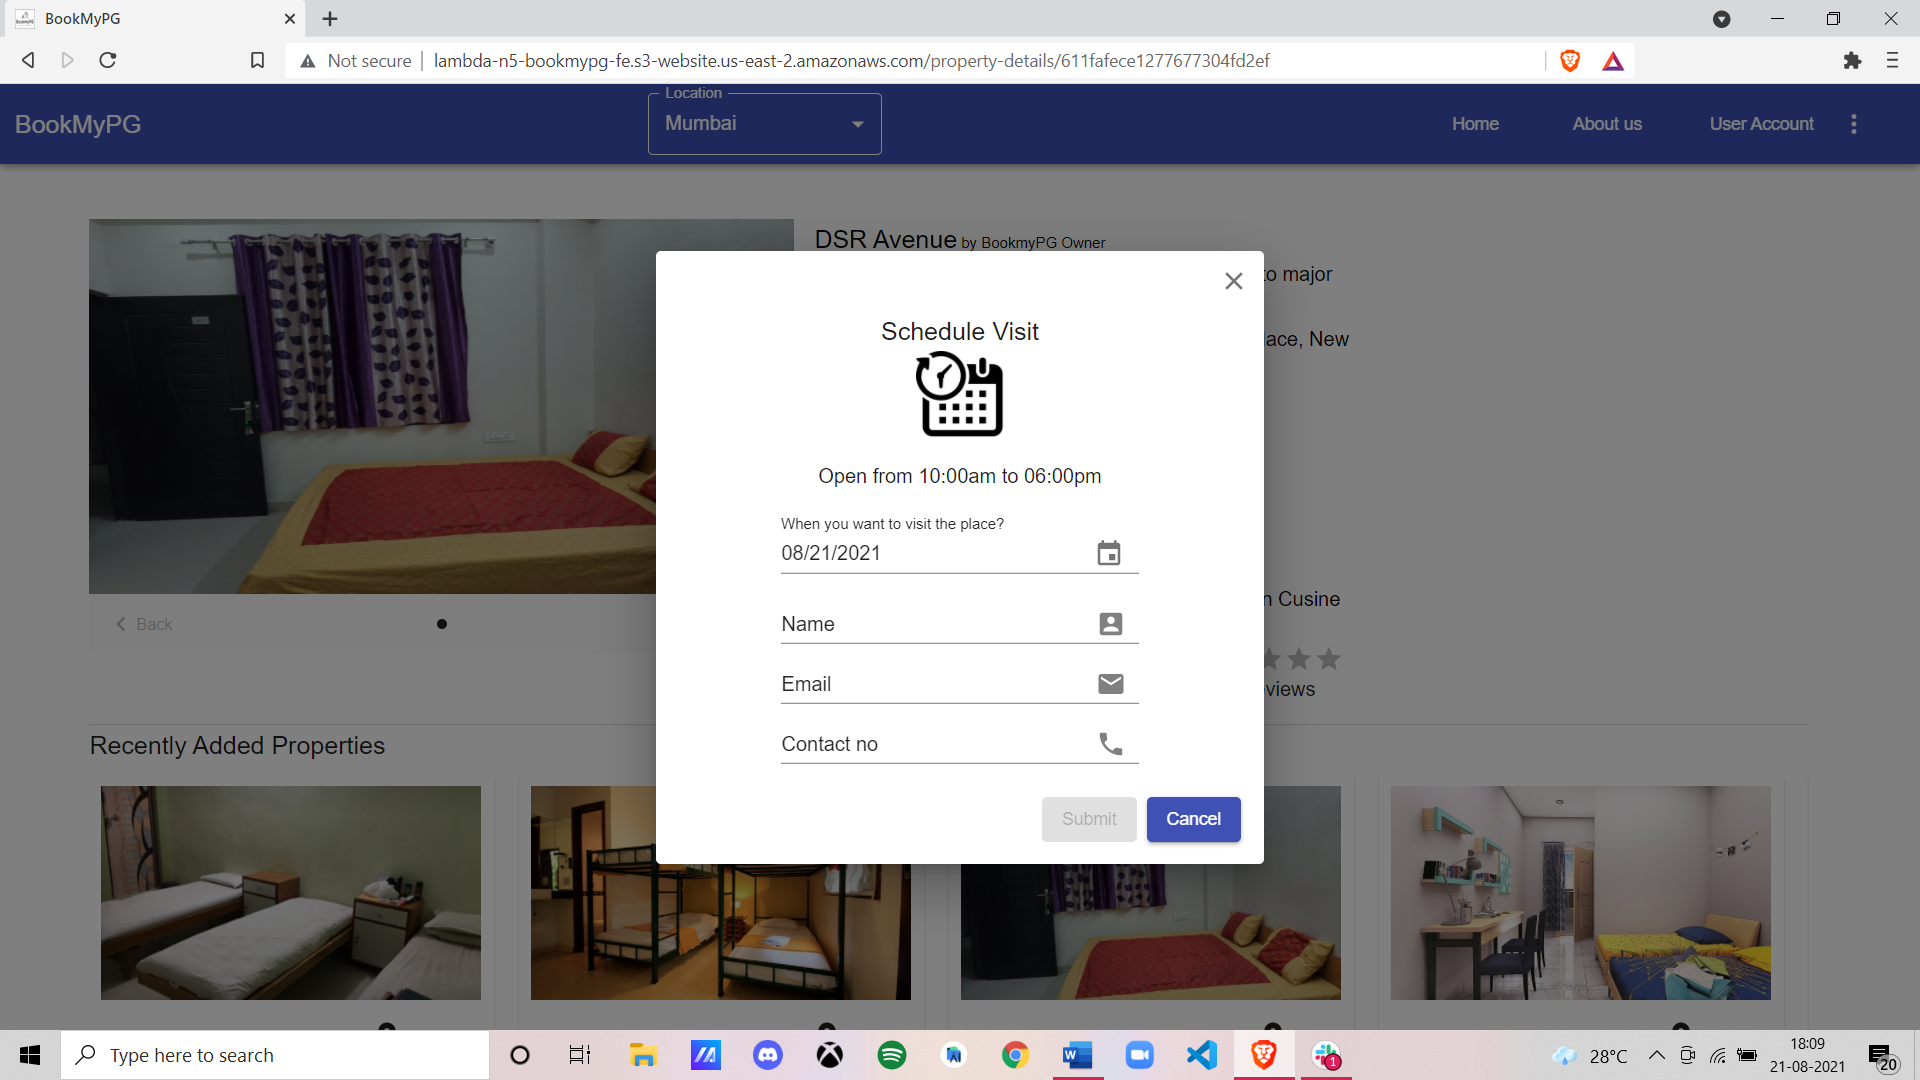 BookMyPG
Not secure
lambda-n5-bookmypg-fe.s3-website.us-east-2.amazonaws.com/property-details/611fafece1277677304fd2ef
BookMyPG
Location
Mumbai
Home
About us
User Account
DSR Avenue by BookmyPG Owner
to major
ace, New
n Cusine
views
Schedule Visit
Open from 10:00am to 06:00pm
When you want to visit the place?
08/21/2021
Name
Email
Contact no
Submit
Cancel
Back
Recently Added Properties
Type here to search
W
1
28°C
18:09
21-08-2021
20